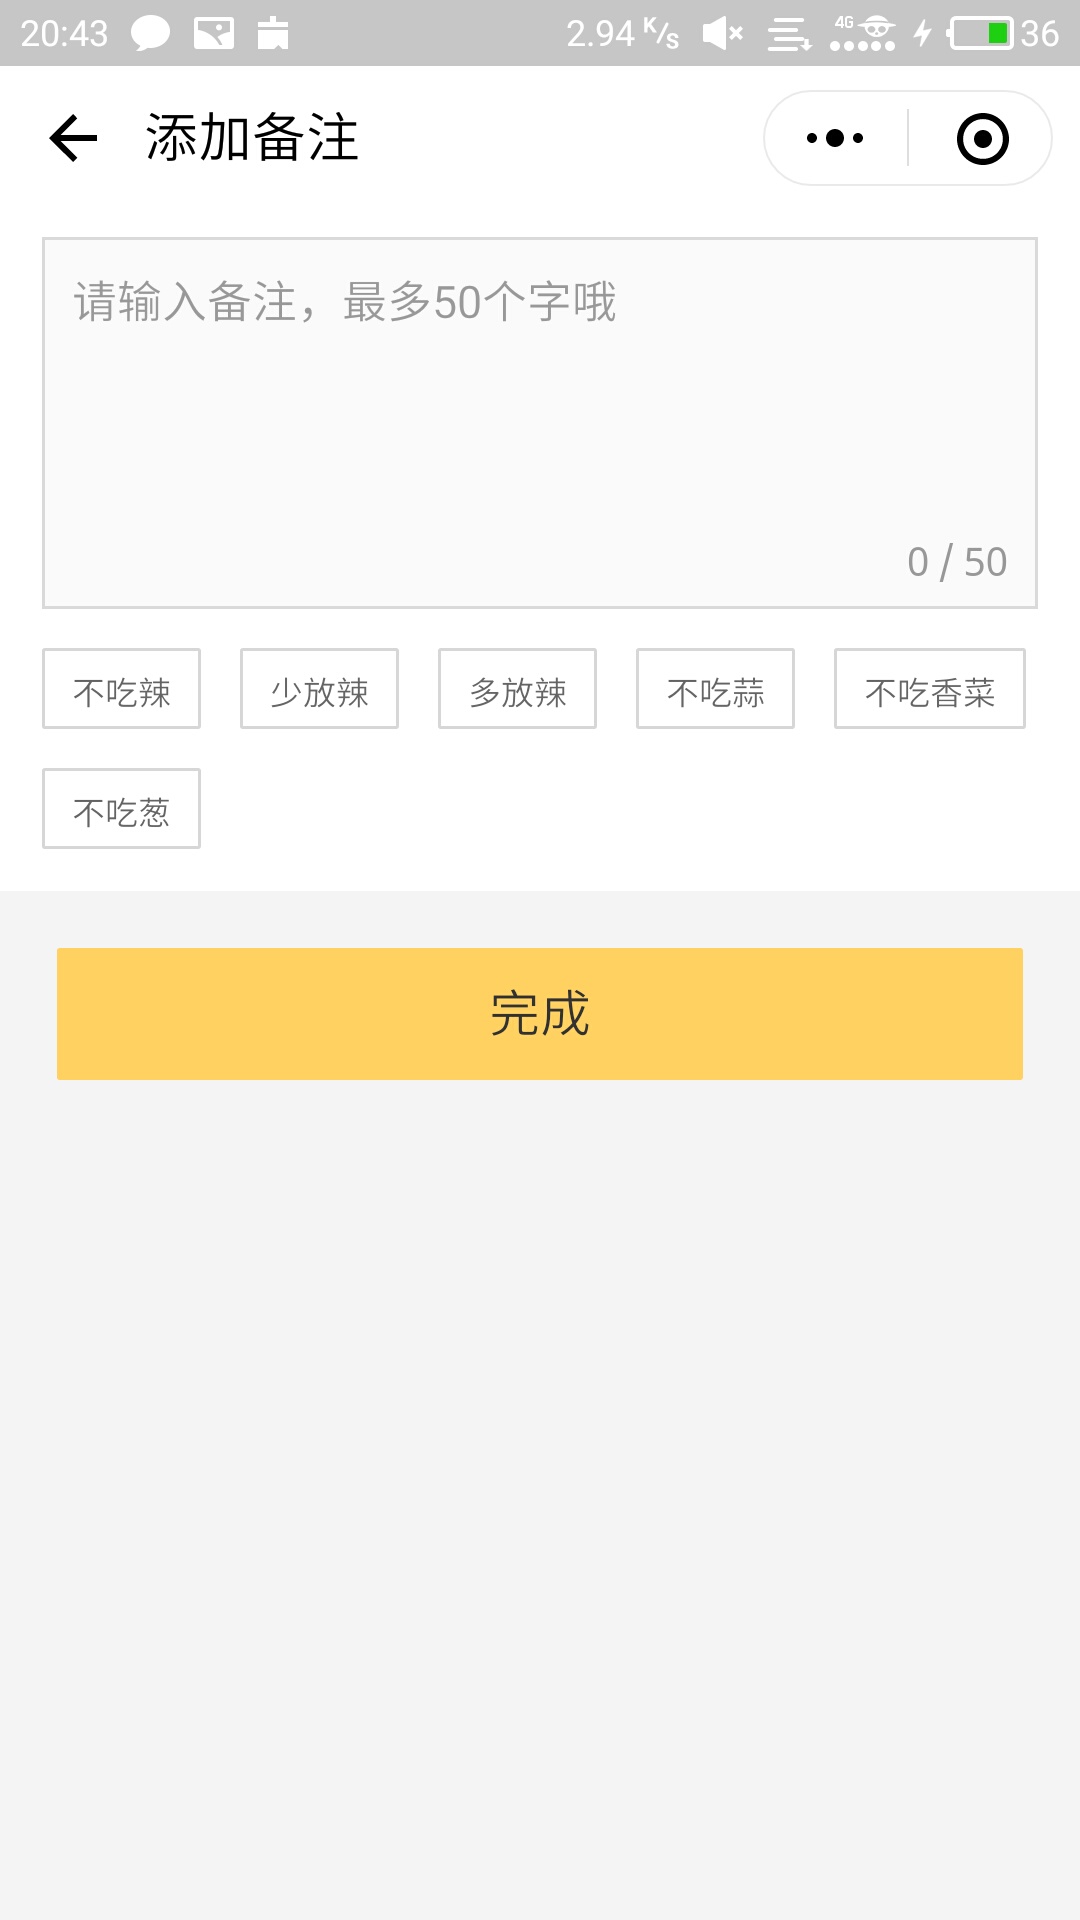 20:43 2.94 K/s 4G 36
添加备注
请输入备注，最多50个字哦
0 / 50
不吃辣 少放辣 多放辣 不吃蒜 不吃香菜
不吃葱
完成